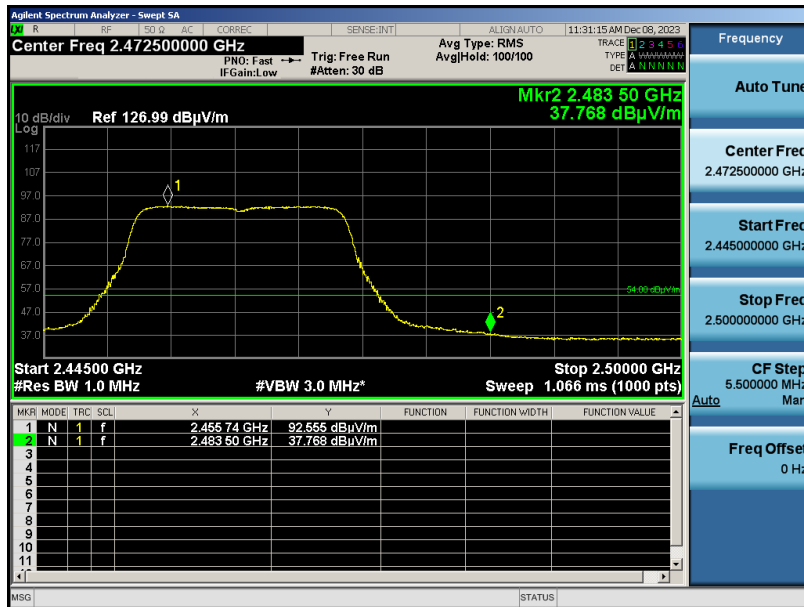 Agilent Spectrum Analyzer - Swept SA
LXI R RF 50 Ω AC CORREC SENSE:INT ALIGN AUTO 11:31:15 AM Dec 08, 2023
Center Freq 2.472500000 GHz
PNO: Fast
IFGain:Low
Trig: Free Run
#Atten: 30 dB
Avg Type: RMS
Avg|Hold: 100/100
TRACE 1 2 3 4 5 6
TYPE A WWWWW
DET A N N N N N
Mkr2 2.483 50 GHz
37.768 dBµV/m
10 dB/div Ref 126.99 dBµV/m
Log
117
107
97.0
87.0
77.0
67.0
57.0
47.0
37.0
1
2
54.00 dBµV/m
Start 2.44500 GHz Stop 2.50000 GHz
#Res BW 1.0 MHz #VBW 3.0 MHz* Sweep 1.066 ms (1000 pts)
MKR MODE TRC SCL X Y FUNCTION FUNCTION WIDTH FUNCTION VALUE
1 N 1 f 2.455 74 GHz 92.555 dBµV/m
2 N 1 f 2.483 50 GHz 37.768 dBµV/m
3
4
5
6
7
8
9
10
11
MSG STATUS
Frequency
Auto Tune
Center Freq
2.472500000 GHz
Start Freq
2.445000000 GHz
Stop Freq
2.500000000 GHz
CF Step
5.500000 MHz
Auto Man
Freq Offset
0 Hz